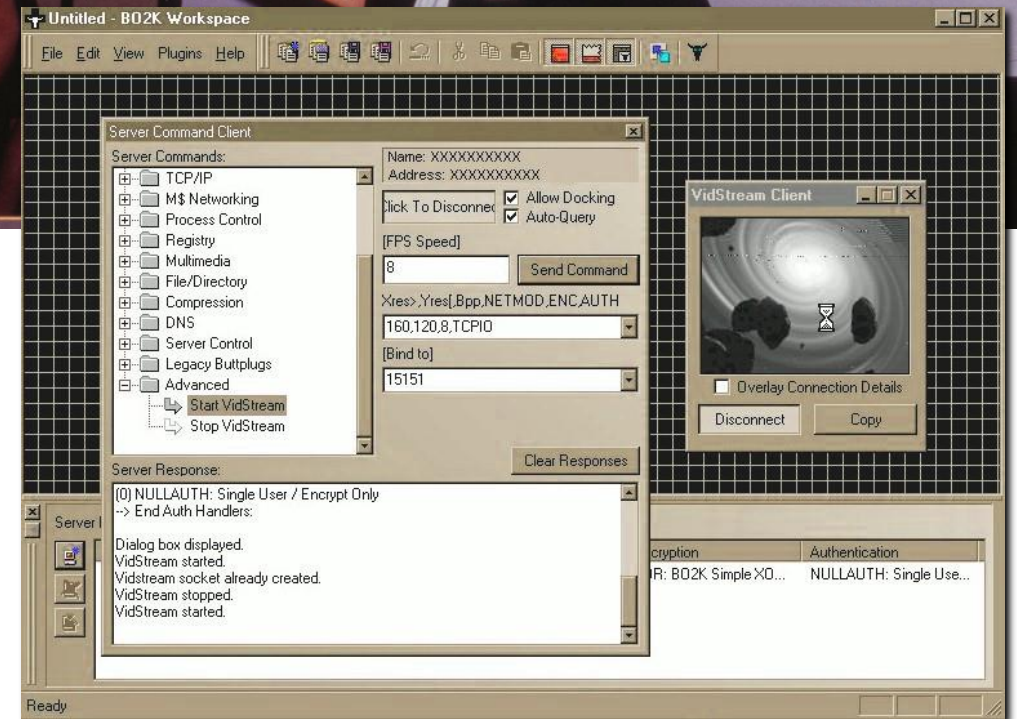 Untitled - BO2K Workspace
File Edit View Plugins Help
Server Command Client
Server Commands:
TCP/IP
M$ Networking
Process Control
Registry
Multimedia
File/Directory
Compression
DNS
Server Control
Legacy Buttplugs
Advanced
Start VidStream
Stop VidStream
Name: XXXXXXXXXX
Address: XXXXXXXXXX
Click To Disconnec
Allow Docking
Auto-Query
[FPS Speed]
8
Send Command
Xres>,Yres[,Bpp,NETMOD,ENC,AUTH
160,120,8,TCPIO
[Bind to]
15151
Clear Responses
Server Response:
(0) NULLAUTH: Single User / Encrypt Only
--> End Auth Handlers:
Dialog box displayed.
VidStream started.
Vidstream socket already created.
VidStream stopped.
VidStream started.
VidStream Client
Overlay Connection Details
Disconnect
Copy
Server
cryption
Authentication
OR: BO2K Simple XO...
NULLAUTH: Single Use...
Ready